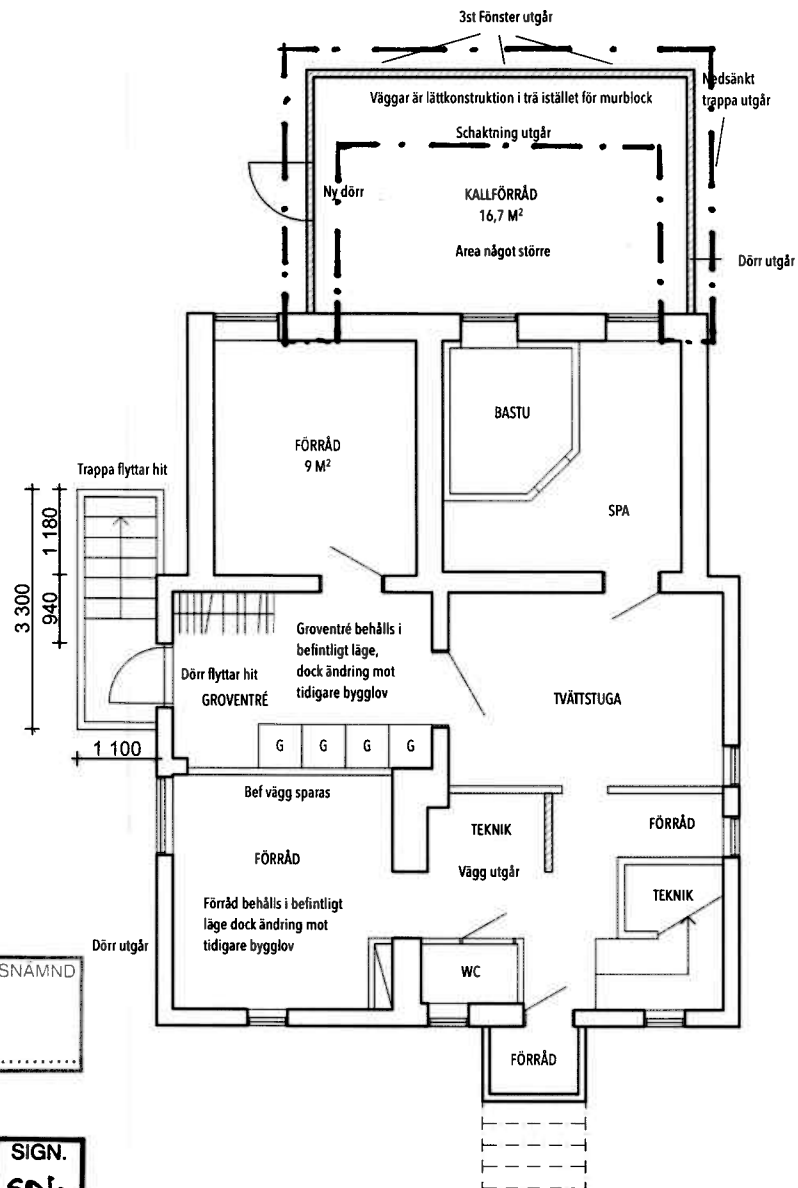 3st Fönster utgår
Nedsänkt
trappa utgår
Väggar är lättkonstruktion i trä istället för murblock
Schaktning utgår
Ny dörr
KALLFÖRRÅD
16,7 M²
Area något större
Dörr utgår
FÖRRÅD
9 M²
BASTU
SPA
Trappa flyttar hit
1 180
940
3 300
1 100
Groventré behålls i
befintligt läge,
dock ändring mot
tidigare bygglov
Dörr flyttar hit
GROVENTRÉ
TVÄTTSTUGA
G G G G
Bef vägg sparas
FÖRRÅD
Förråd behålls i befintligt
läge dock ändring mot
tidigare bygglov
TEKNIK
Vägg utgår
FÖRRÅD
TEKNIK
Dörr utgår
WC
FÖRRÅD
SNÄMND
SIGN.